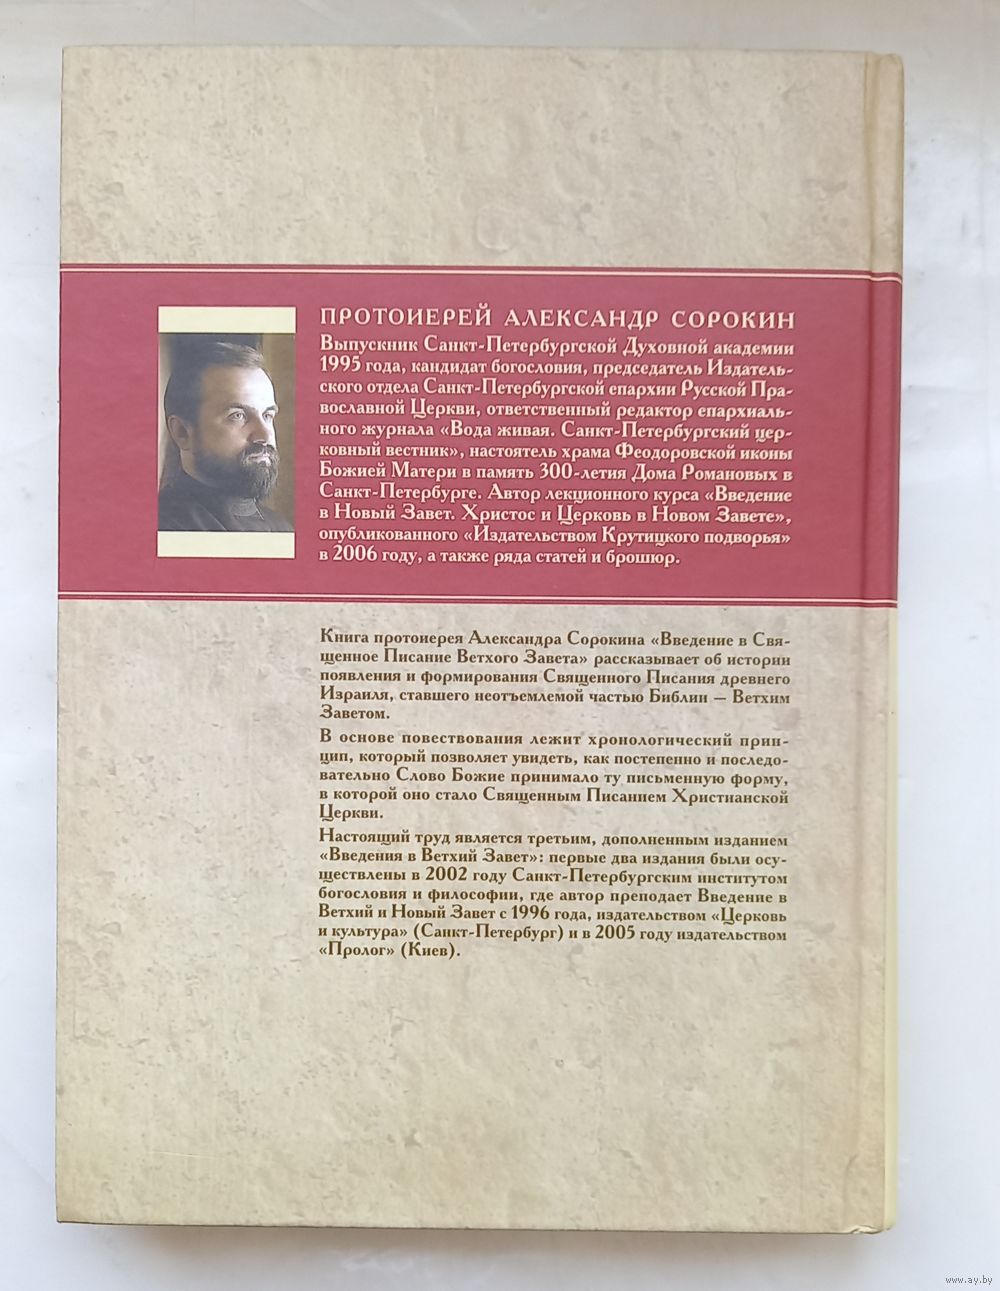 ПРОТОИЕРЕЙ АЛЕКСАНДР СОРОКИН
Выпускник Санкт-Петербургской Духовной академии
1995 года, кандидат богословия, председатель Издатель-
ского отдела Санкт-Петербургской епархии Русской Пра-
вославной Церкви, ответственный редактор епархиаль-
ного журнала «Вода живая. Санкт-Петербургский цер-
ковный вестник», настоятель храма Феодоровской иконы
Божией Матери в память 300-летия Дома Романовых в
Санкт-Петербурге. Автор лекционного курса «Введение
в Новый Завет. Христос и Церковь в Новом Завете»,
опубликованного «Издательством Крутицкого подворья»
в 2006 году, а также ряда статей и брошюр.
Книга протоиерея Александра Сорокина «Введение в Свя-
щенное Писание Ветхого Завета» рассказывает об истории
появления и формирования Священного Писания древнего
Израиля, ставшего неотъемлемой частью Библии — Ветхим
Заветом.
В основе повествования лежит хронологический прин-
цип, который позволяет увидеть, как постепенно и последо-
вательно Слово Божие принимало ту письменную форму,
в которой оно стало Священным Писанием Христианской
Церкви.
Настоящий труд является третьим, дополненным изданием
«Введения в Ветхий Завет»: первые два издания были осу-
ществлены в 2002 году Санкт-Петербургским институтом
богословия и философии, где автор преподает Введение в
Ветхий и Новый Завет с 1996 года, издательством «Церковь
и культура» (Санкт-Петербург) и в 2005 году издательством
«Пролог» (Киев).
www.ay.by